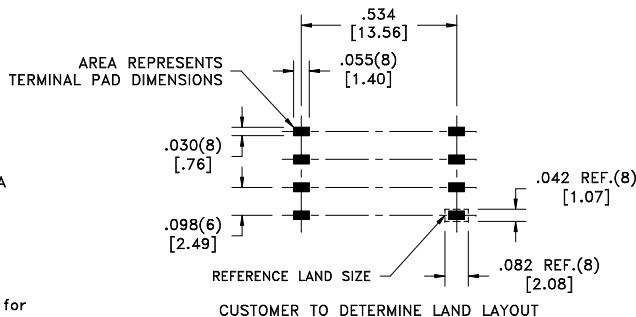 .534
[13.56]
AREA REPRESENTS
TERMINAL PAD DIMENSIONS
.055(8)
[1.40]
.030(8)
[.76]
A
.042 REF.(8)
[1.07]
.098(6)
[2.49]
REFERENCE LAND SIZE
.082 REF.(8)
[2.08]
for
CUSTOMER TO DETERMINE LAND LAYOUT